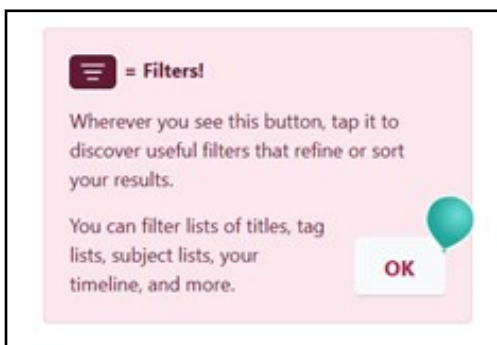 = Filters!
Wherever you see this button, tap it to
discover useful filters that refine or sort
your results.
You can filter lists of titles, tag
lists, subject lists, your
timeline, and more.
OK